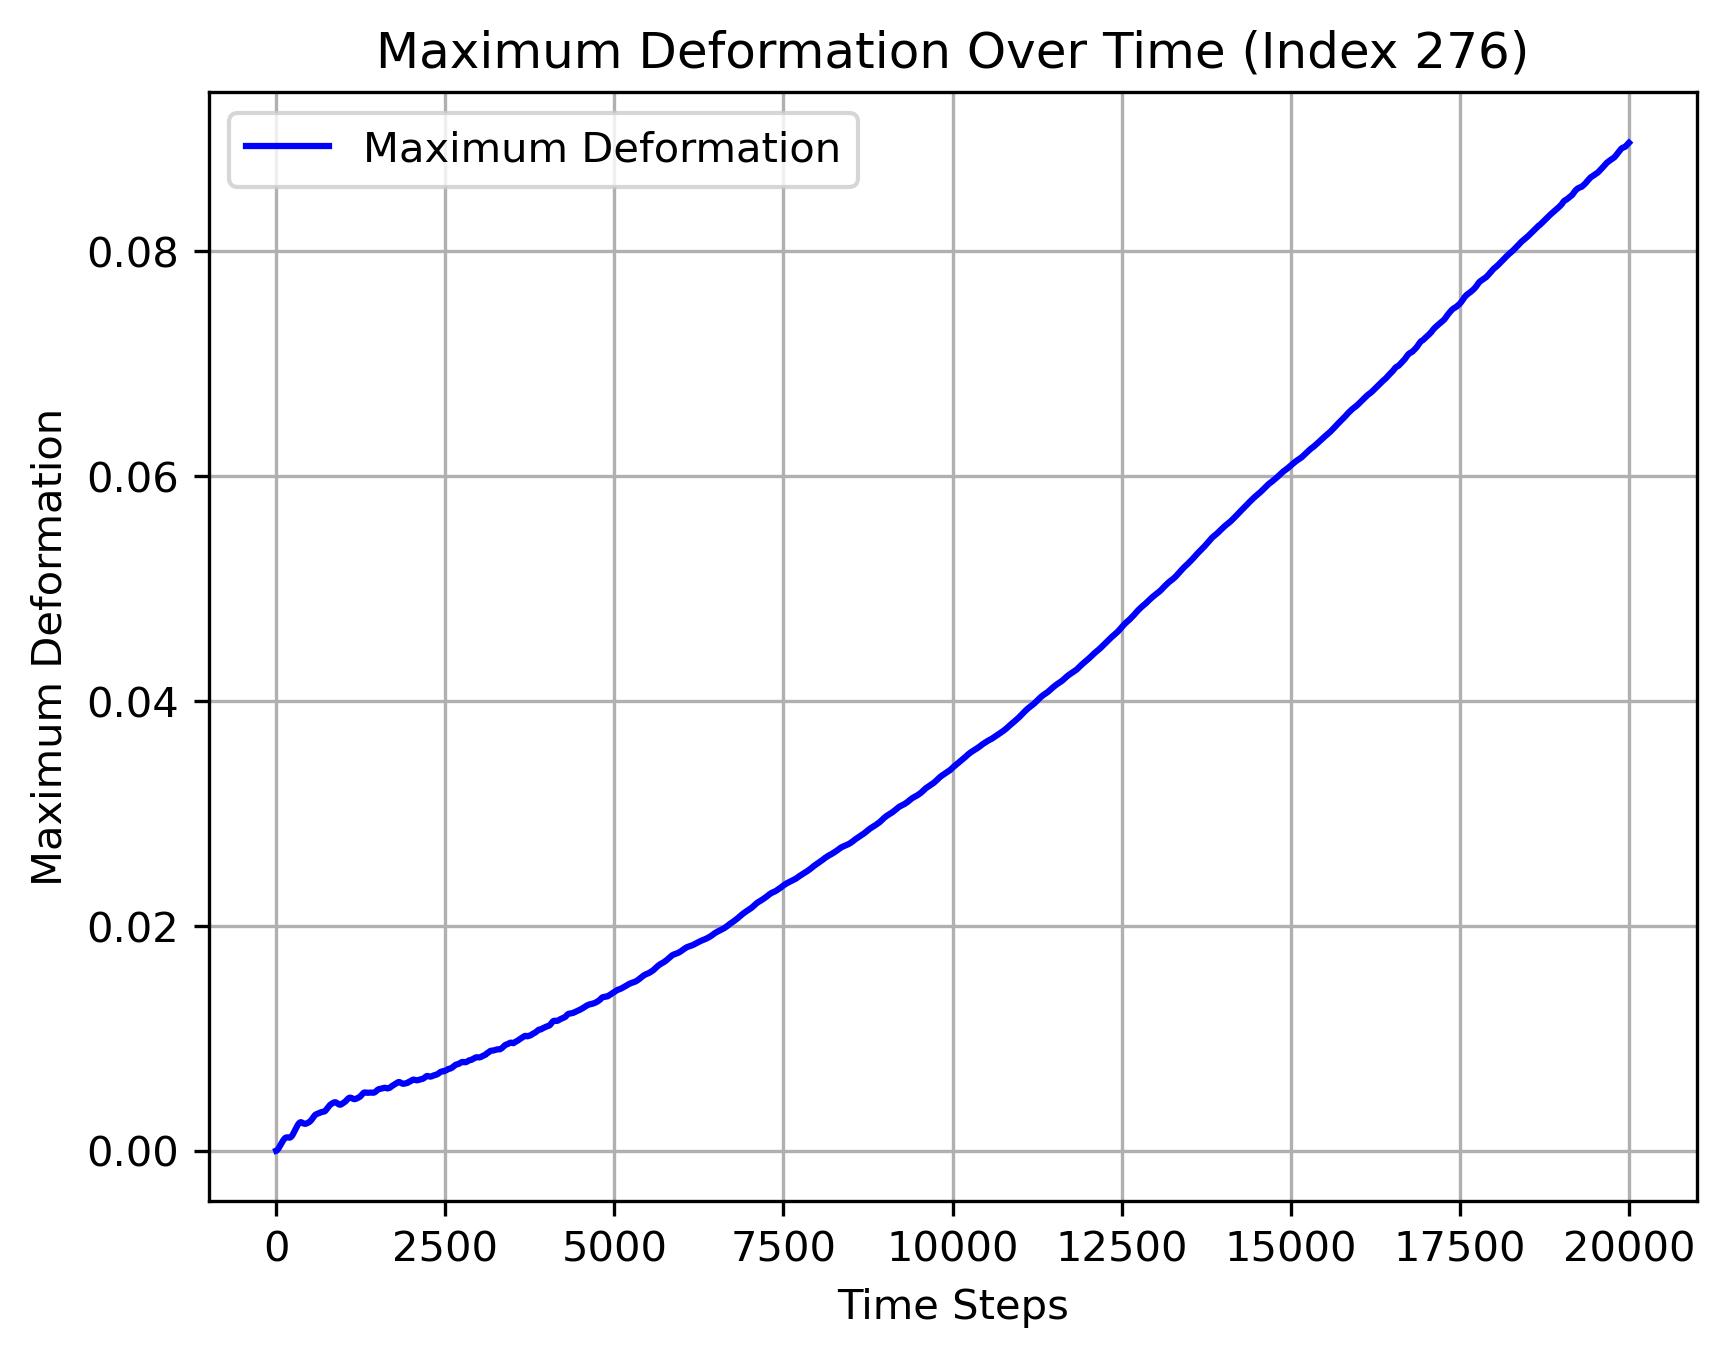 Maximum Deformation Over Time (Index 276)
Maximum Deformation
Maximum Deformation
0.08
0.06
0.04
0.02
0.00
0 2500 5000 7500 10000 12500 15000 17500 20000
Time Steps